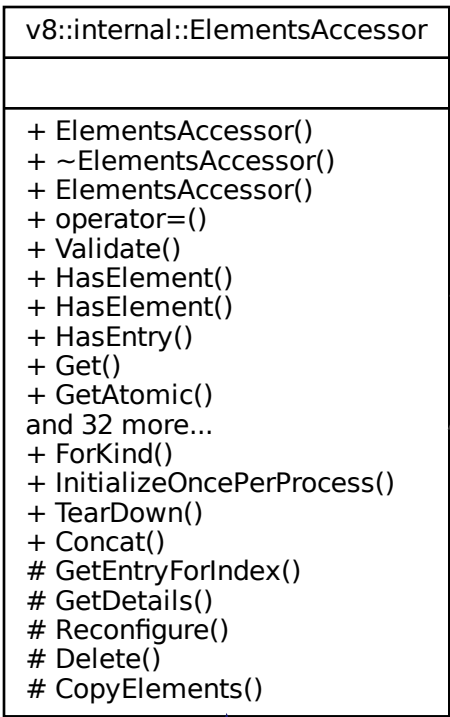 v8::internal::ElementsAccessor
+ ElementsAccessor()
+ ~ElementsAccessor()
+ ElementsAccessor()
+ operator=()
+ Validate()
+ HasElement()
+ HasElement()
+ HasEntry()
+ Get()
+ GetAtomic()
and 32 more...
+ ForKind()
+ InitializeOncePerProcess()
+ TearDown()
+ Concat()
# GetEntryForIndex()
# GetDetails()
# Reconfigure()
# Delete()
# CopyElements()